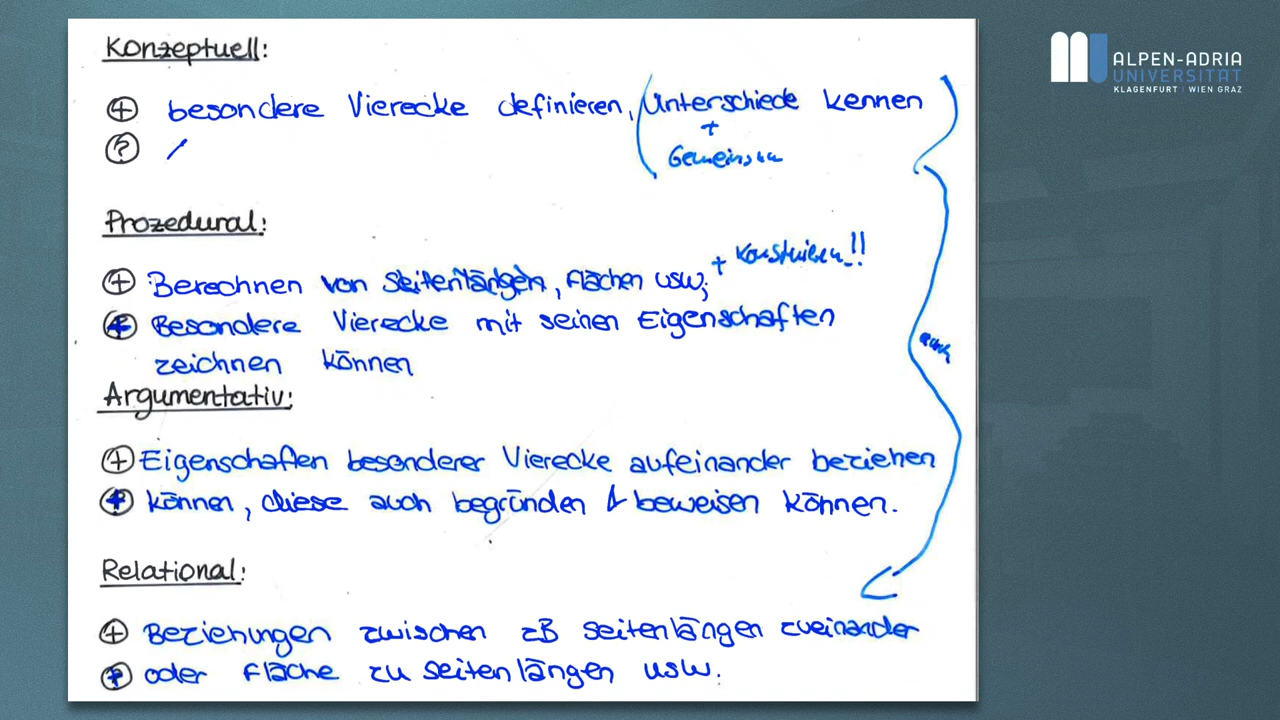 Konzeptuell:
+ besondere Vierecke definieren, (Unterschiede kennen)
+
Gemeinsa
? /
Prozedural:
+ konstruieren!!
+ Berechnen von Seitenlängen, Flächen usw.
+ Besondere Vierecke mit seinen Eigenschaften
zeichnen können
auch
Argumentativ:
+ Eigenschaften besonderer Vierecke aufeinander beziehen
+ können, diese auch begründen & beweisen können.
Relational:
+ Beziehungen zwischen zB Seitenlängen zueinander
? oder Fläche zu Seitenlängen usw.
ALPEN-ADRIA
UNIVERSITÄT
KLAGENFURT | WIEN GRAZ